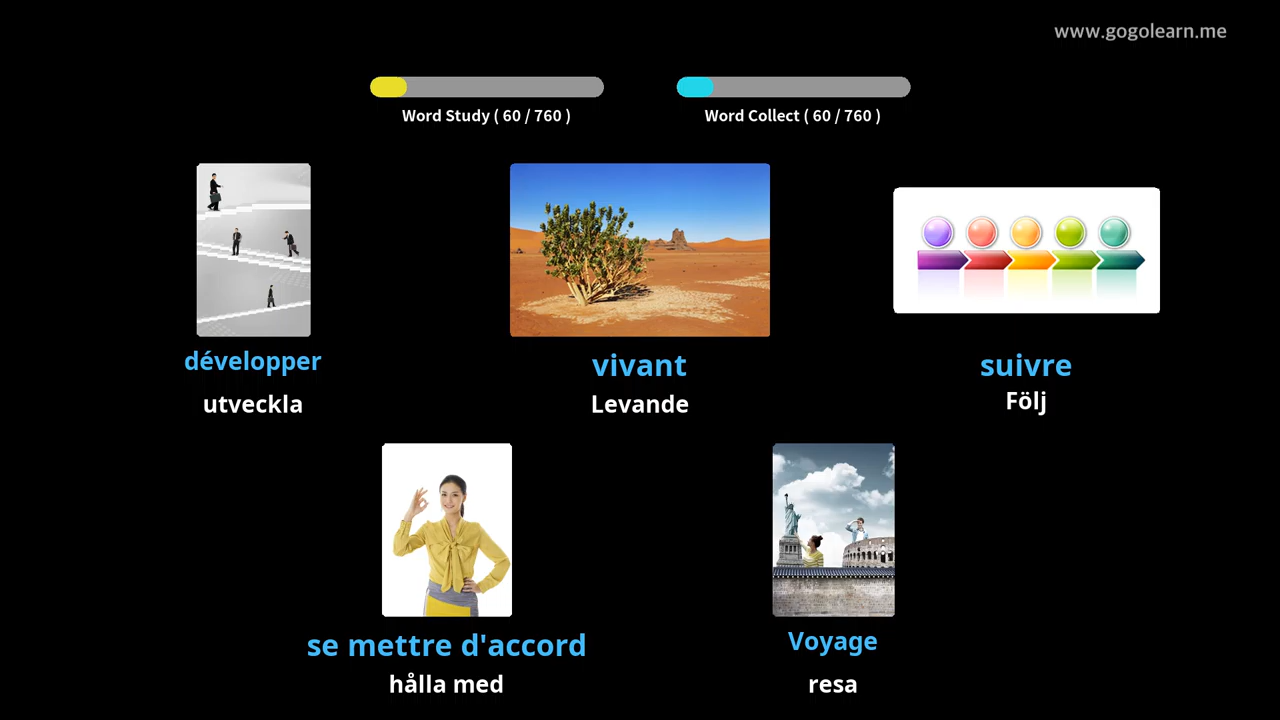 www.gogolearn.me
Word Study ( 60 / 760 )
Word Collect ( 60 / 760 )
développer
utveckla
vivant
Levande
suivre
Följ
se mettre d'accord
hålla med
Voyage
resa